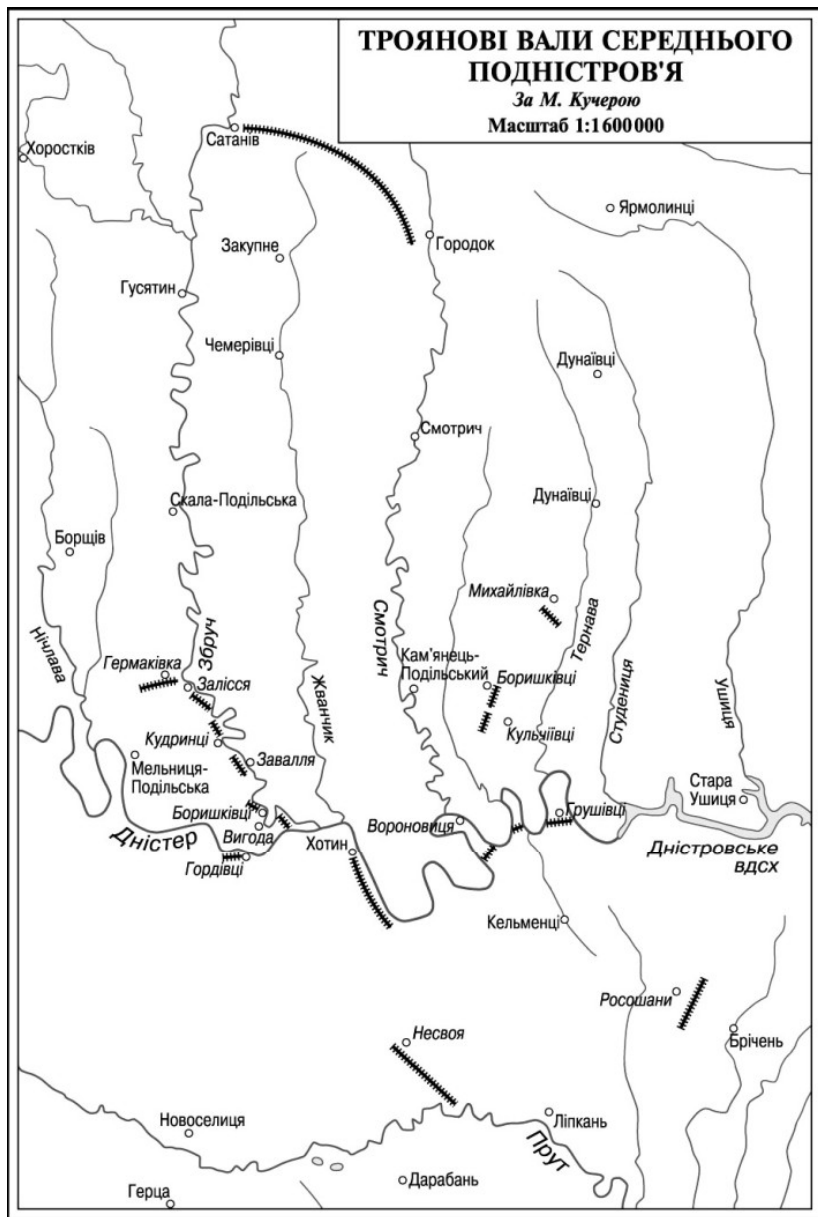 ТРОЯНОВІ ВАЛИ СЕРЕДНЬОГО
ПОДНІСТРОВ'Я
За М. Кучерою
Масштаб 1:1600000
Сатанів
Хоростків
Ярмолинці
Городок
Закупне
Гусятин
Чемерівці
Дунаївці
Смотрич
Скала-Подільська
Дунаївці
Борщів
Михайлівка
Нічлава
Збруч
Жванчик
Смотрич
Тернава
Студениця
Ушиця
Гермаківка
Залісся
Кам'янець-
Подільський
Боришківці
Кульчіївці
Кудринці
Завалля
Мельниця-
Подільська
Боришківці
Вигода
Дністер
Гордівці
Хотин
Вороновиця
Грушівці
Стара
Ушиця
Дністровське
вдсх
Кельменці
Росошани
Брічень
Несвоя
Новоселиця
Ліпкань
Прут
Дарабань
Герца